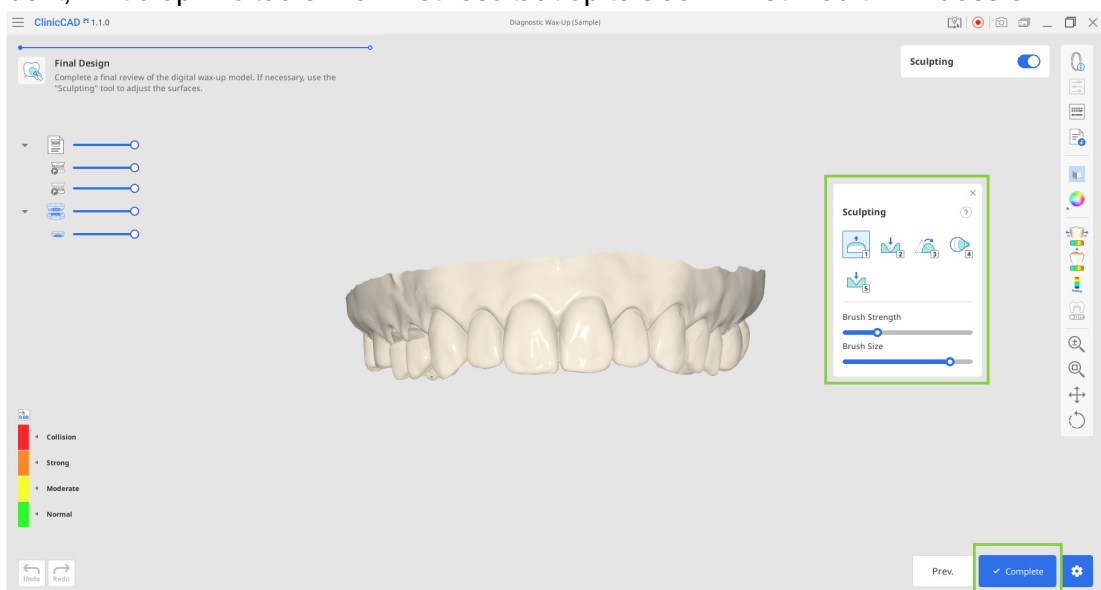 ClinicCAD 1.1.0
Diagnostic Wax-Up (Sample)
Final Design
Complete a final review of the digital wax-up model. If necessary, use the
"Sculpting" tool to adjust the surfaces.
Sculpting
Sculpting
?
1
2
3
4
5
Brush Strength
Brush Size
0.00
Collision
Strong
Moderate
Normal
Undo
Redo
Prev.
Complete